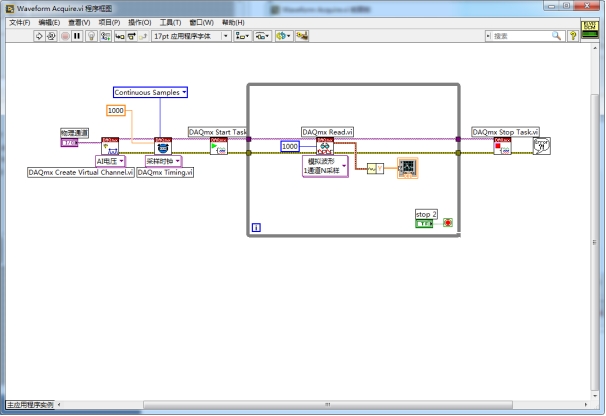 Waveform Acquire.vi 程序框图
文件(F) 编辑(E) 查看(V) 项目(P) 操作(O) 工具(T) 窗口(W) 帮助(H)
17pt 应用程序字体
搜索
Continuous Samples
1000
物理通道
DAQmx Start Task
DAQmx Read.vi
DAQmx Stop Task.vi
1000
AI电压
采样时钟
模拟波形
1通道N采样
DAQmx Create Virtual Channel.vi
DAQmx Timing.vi
stop 2
TF
i
主应用程序实例